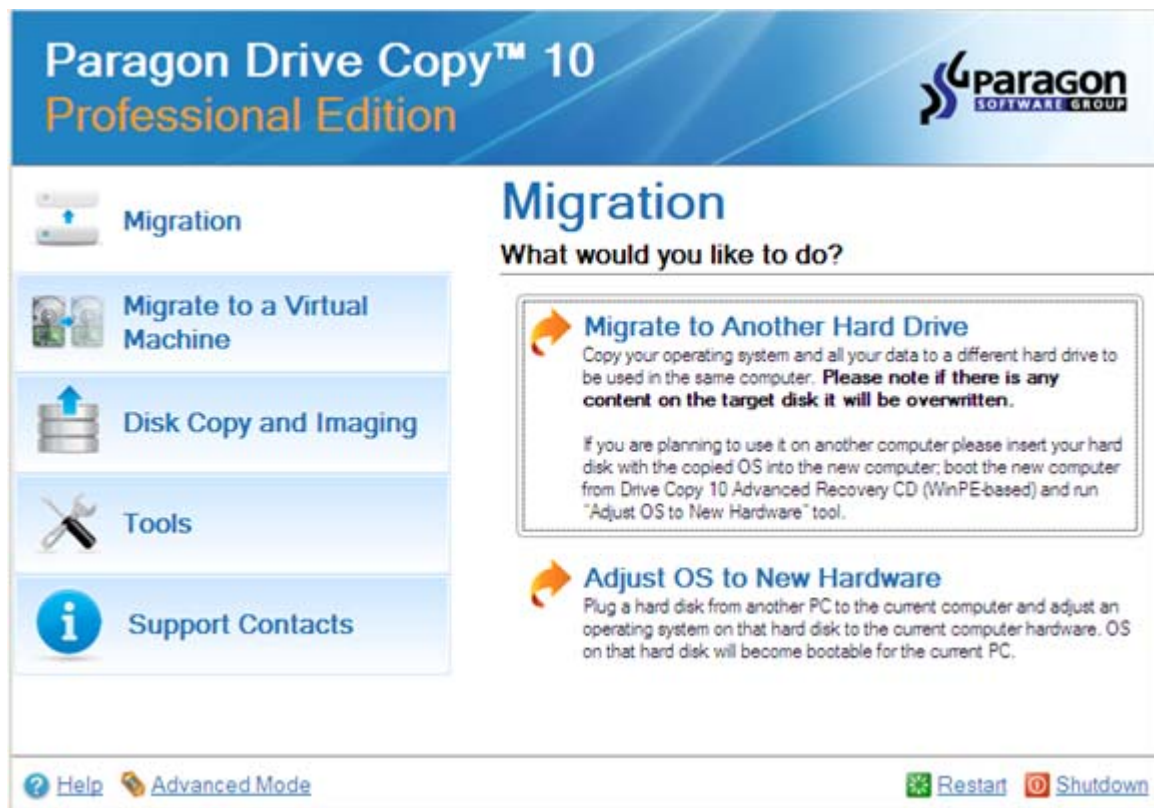 Paragon Drive Copy™ 10
Professional Edition
Paragon
SOFTWARE GROUP
Migration
Migrate to a Virtual
Machine
Disk Copy and Imaging
Tools
Support Contacts
Migration
What would you like to do?
Migrate to Another Hard Drive
Copy your operating system and all your data to a different hard drive to
be used in the same computer. Please note if there is any
content on the target disk it will be overwritten.
If you are planning to use it on another computer please insert your hard
disk with the copied OS into the new computer; boot the new computer
from Drive Copy 10 Advanced Recovery CD (WinPE-based) and run
"Adjust OS to New Hardware" tool.
Adjust OS to New Hardware
Plug a hard disk from another PC to the current computer and adjust an
operating system on that hard disk to the current computer hardware. OS
on that hard disk will become bootable for the current PC.
Help
Advanced Mode
Restart
Shutdown